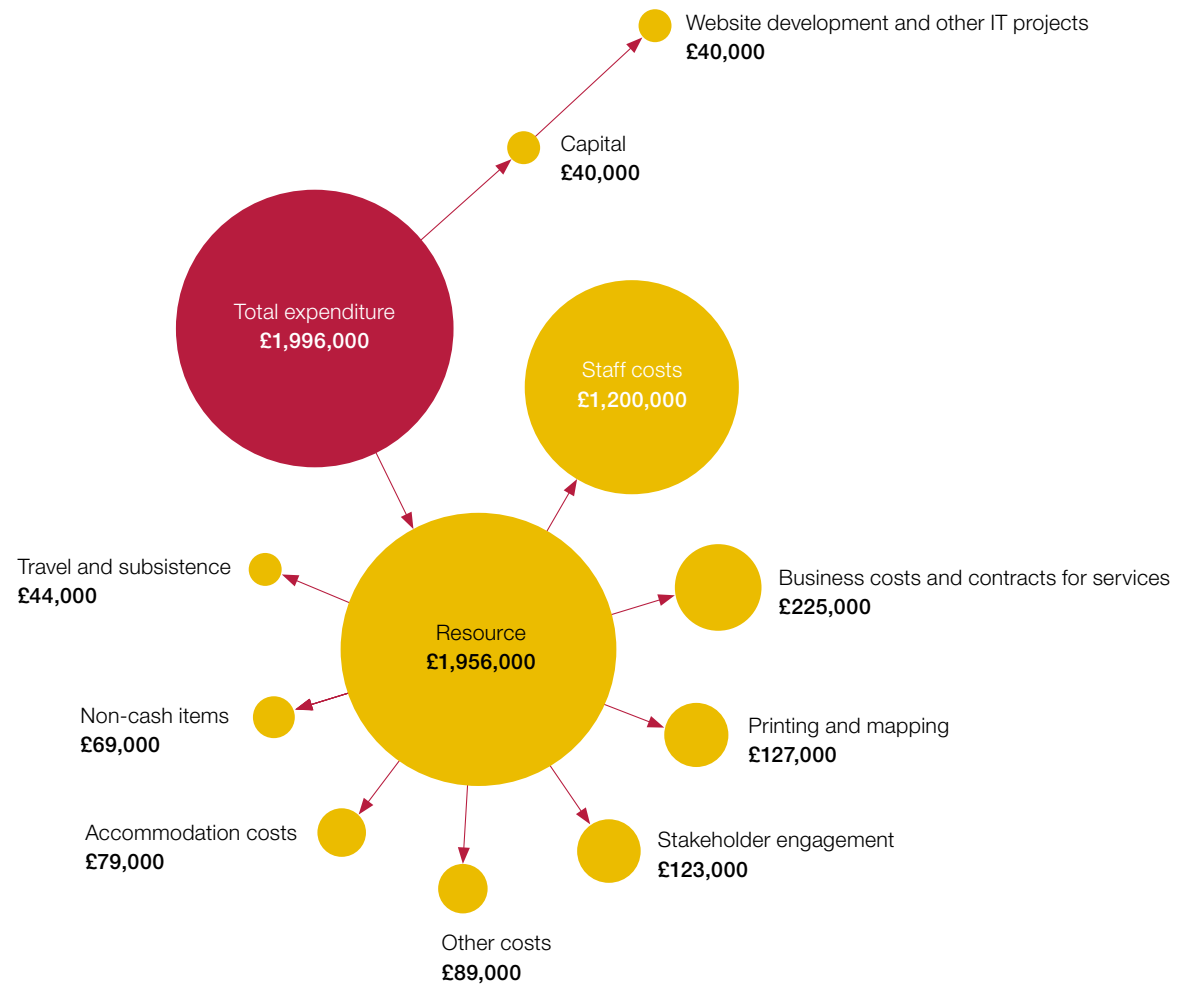 Website development and other IT projects
£40,000
Capital
£40,000
Total expenditure
£1,996,000
Staff costs
£1,200,000
Travel and subsistence
£44,000
Business costs and contracts for services
£225,000
Resource
£1,956,000
Non-cash items
£69,000
Printing and mapping
£127,000
Accommodation costs
£79,000
Stakeholder engagement
£123,000
Other costs
£89,000